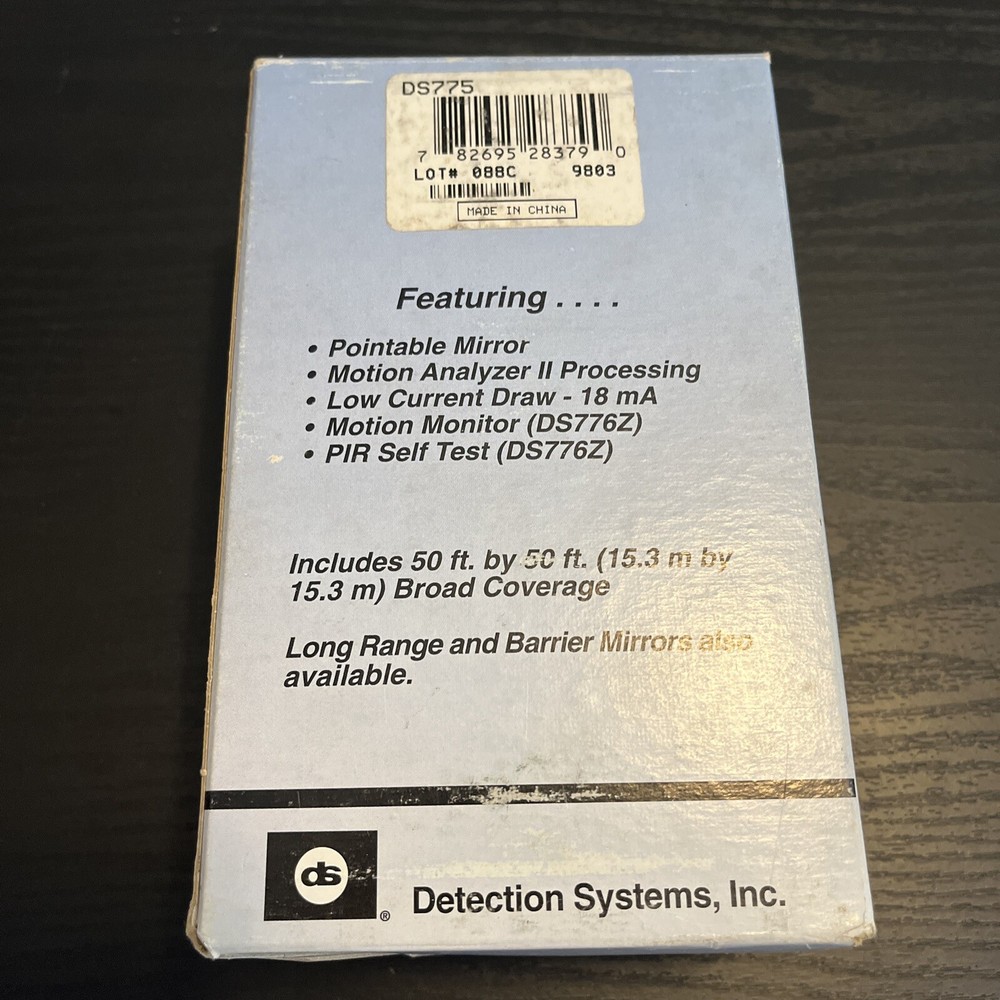 DS775
7 82695 28379 0
LOT# 088C 9803
MADE IN CHINA
Featuring . . . .
• Pointable Mirror
• Motion Analyzer II Processing
• Low Current Draw - 18 mA
• Motion Monitor (DS776Z)
• PIR Self Test (DS776Z)
Includes 50 ft. by 50 ft. (15.3 m by
15.3 m) Broad Coverage
Long Range and Barrier Mirrors also
available.
ds ®
Detection Systems, Inc.